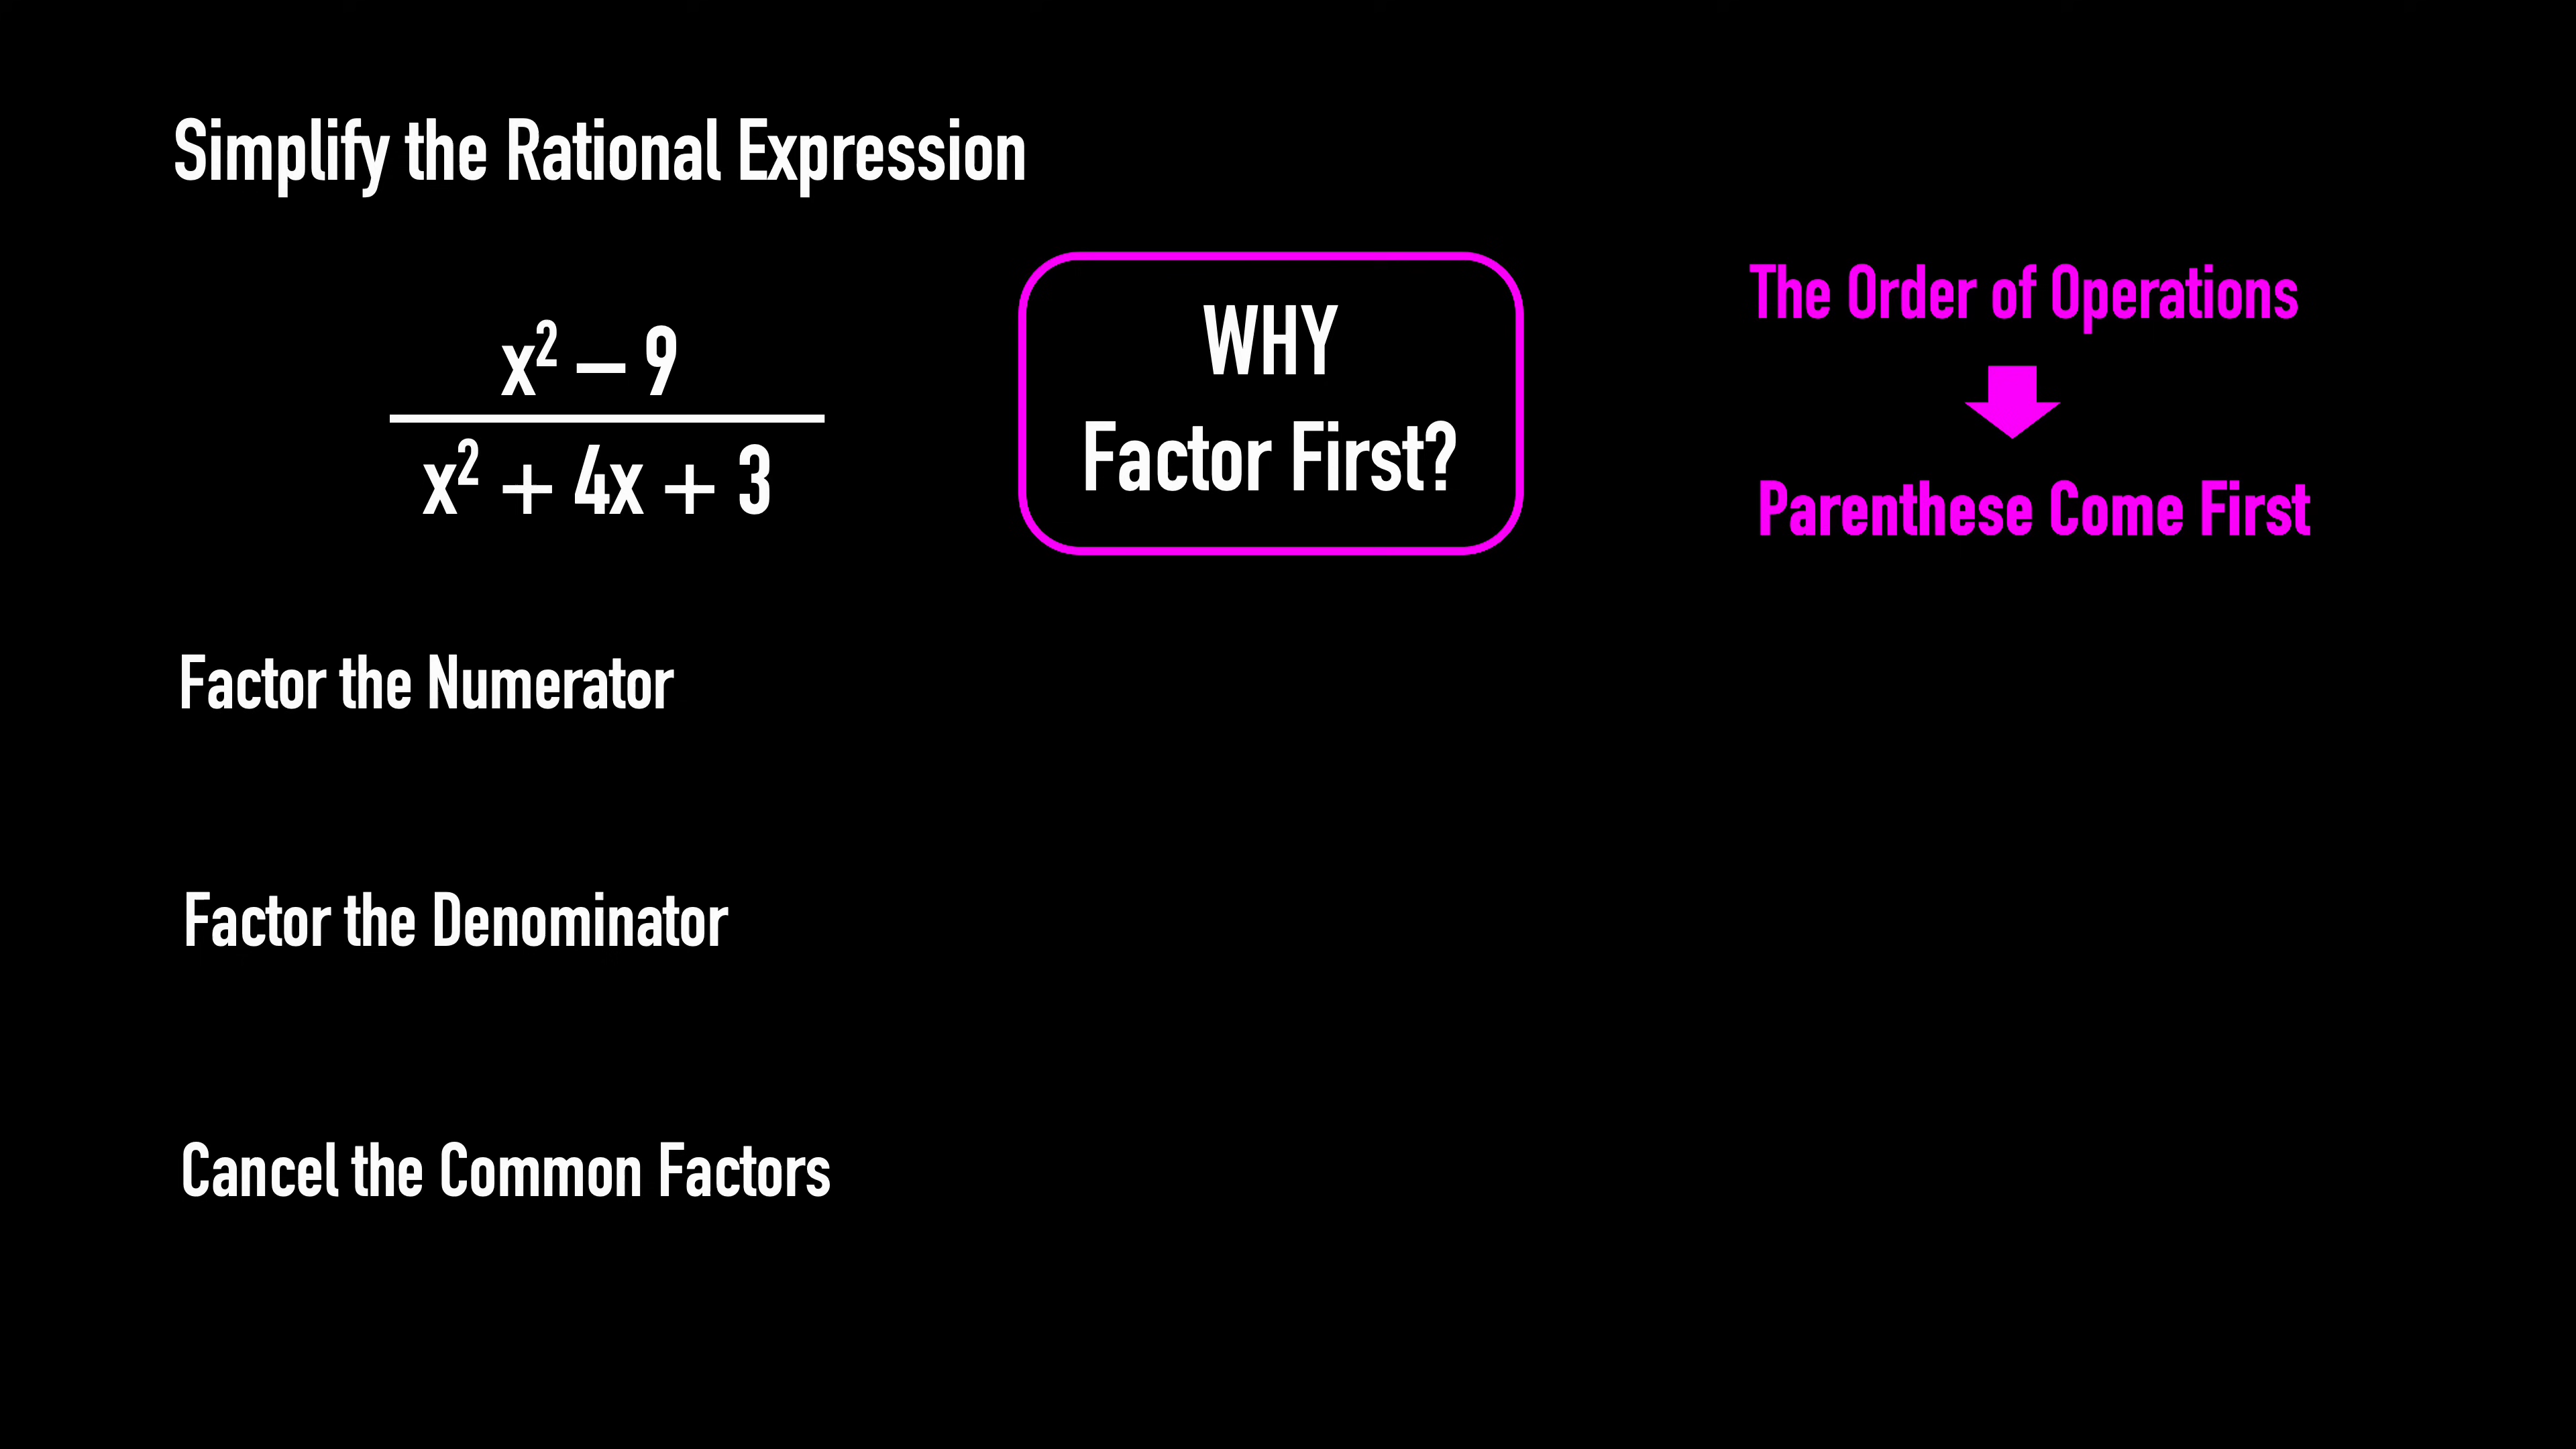 Simplify the Rational Expression
x² – 9
x² + 4x + 3
WHY
Factor First?
The Order of Operations
Parenthese Come First
Factor the Numerator
Factor the Denominator
Cancel the Common Factors